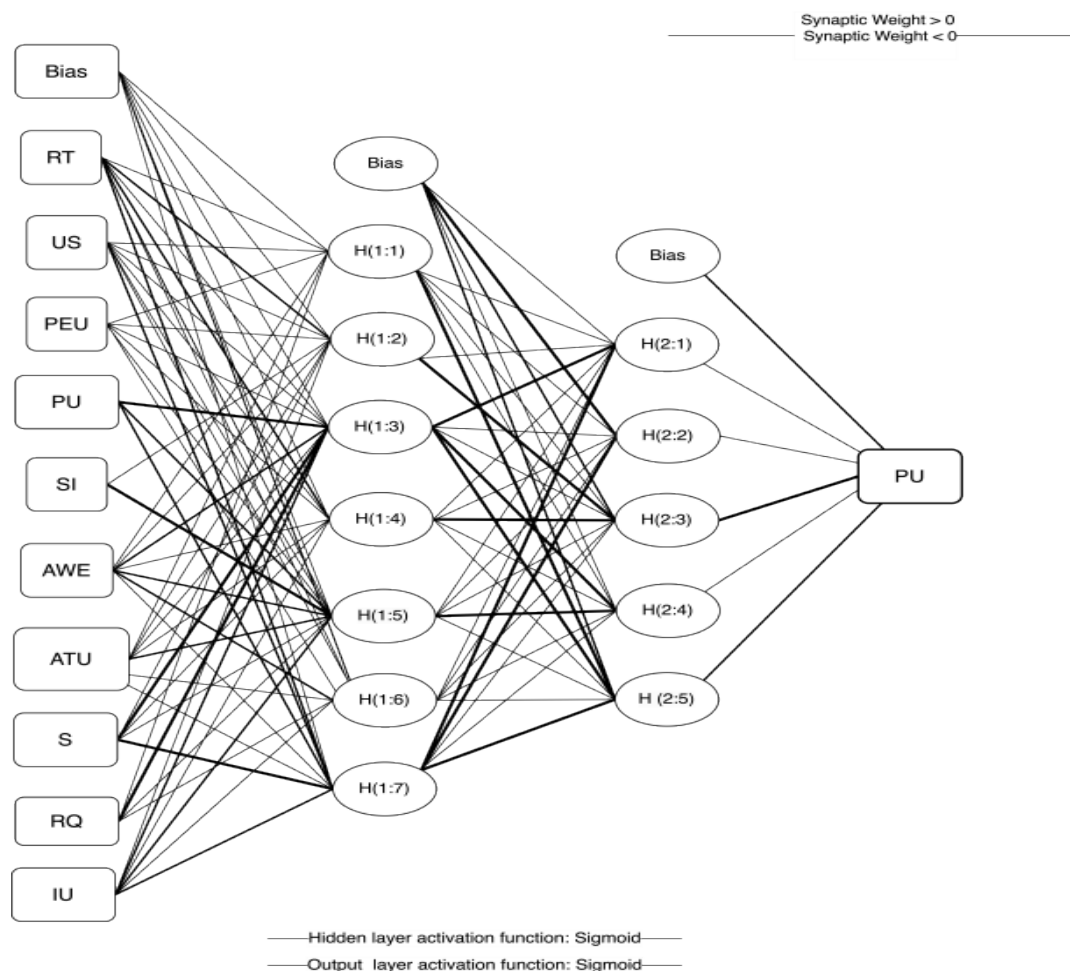 Synaptic Weight > 0
Synaptic Weight < 0
Bias
RT
US
PEU
PU
SI
AWE
ATU
S
RQ
IU
Bias
H(1:1)
H(1:2)
H(1:3)
H(1:4)
H(1:5)
H(1:6)
H(1:7)
Bias
H(2:1)
H(2:2)
H(2:3)
H(2:4)
H (2:5)
PU
Hidden layer activation function: Sigmoid
Output layer activation function: Sigmoid